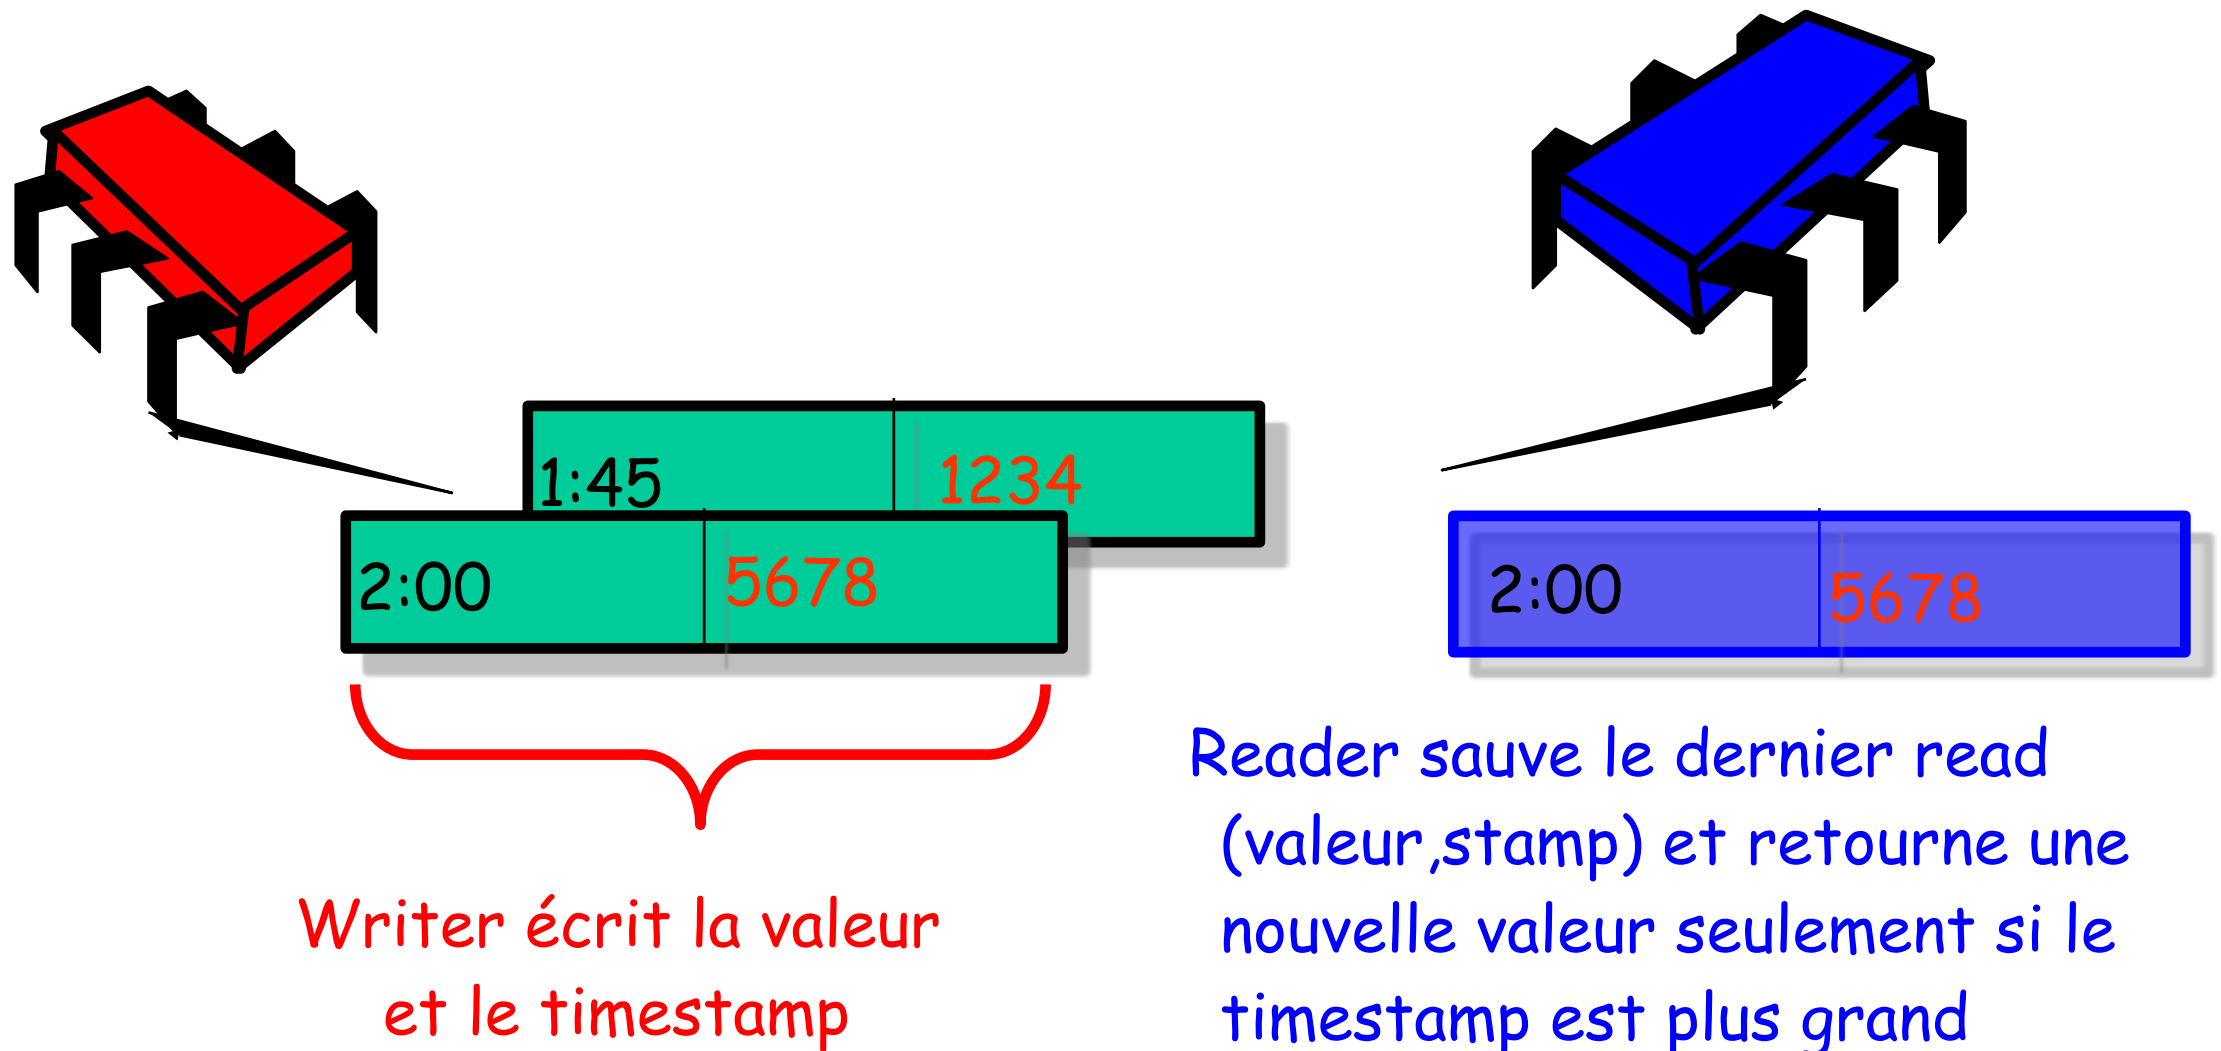 1:45 1234
2:00 5678
2:00 5678
Writer écrit la valeur
et le timestamp
Reader sauve le dernier read
(valeur,stamp) et retourne une
nouvelle valeur seulement si le
timestamp est plus grand